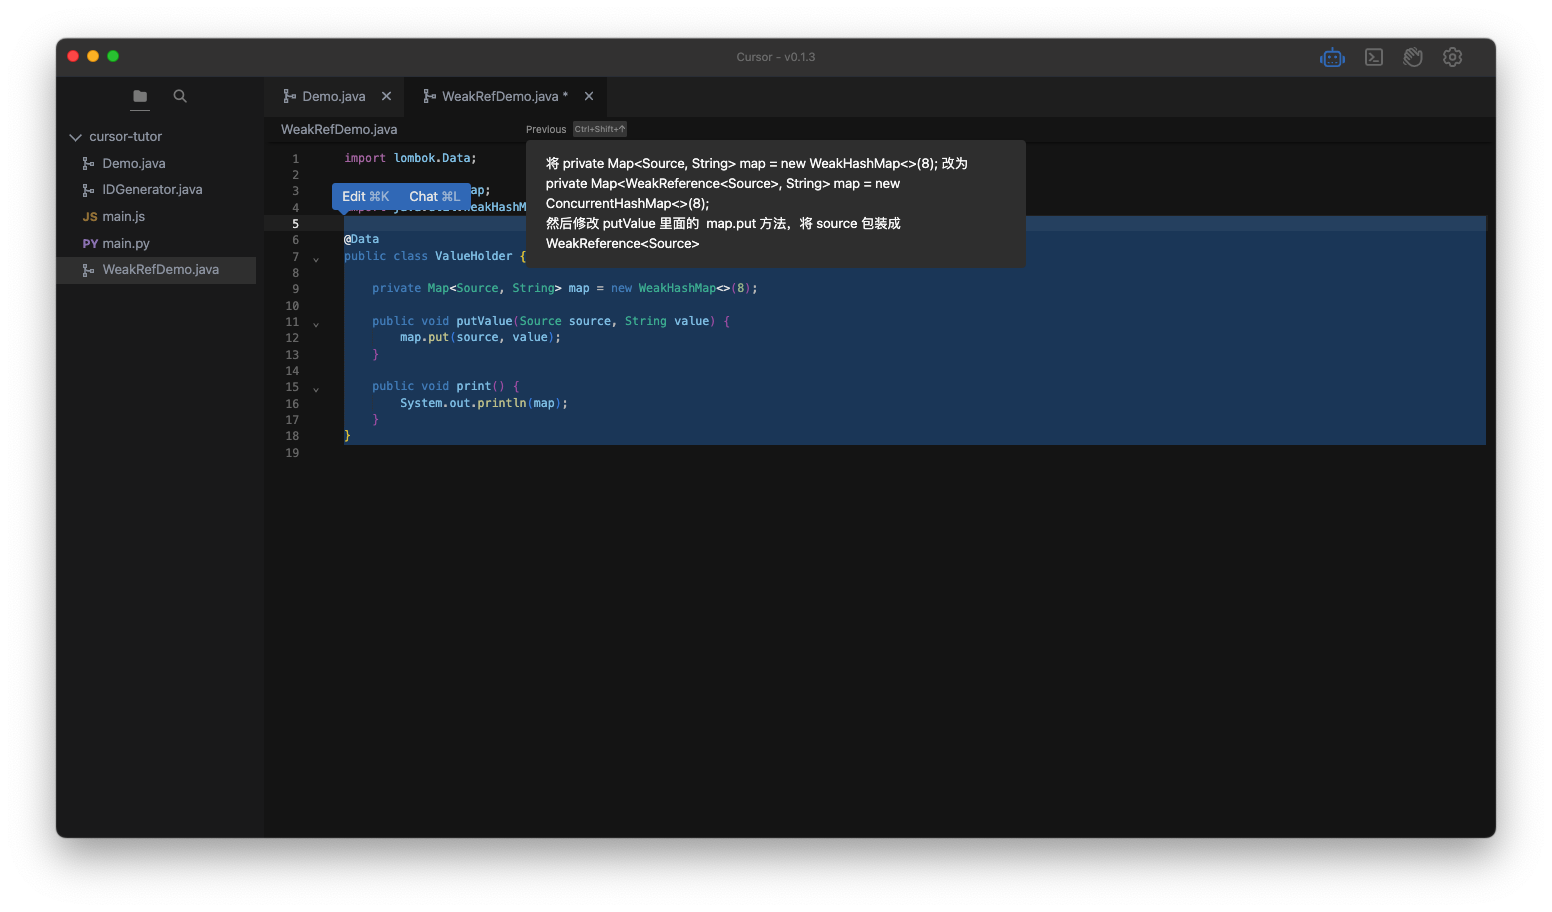 Cursor - v0.1.3
Demo.java
WeakRefDemo.java *
cursor-tutor
Demo.java
IDGenerator.java
JS main.js
PY main.py
WeakRefDemo.java
WeakRefDemo.java
Previous Ctrl+Shift+↑
将 private Map<Source, String> map = new WeakHashMap<>(8); 改为
private Map<WeakReference<Source>, String> map = new
ConcurrentHashMap<>(8);
然后修改 putValue 里面的 map.put 方法，将 source 包装成
WeakReference<Source>
Edit ⌘K Chat ⌘L
1 import lombok.Data;
2
3 ap;
4
5
6 @Data
7 public class ValueHolder {
8
9 private Map<Source, String> map = new WeakHashMap<>(8);
10
11 public void putValue(Source source, String value) {
12 map.put(source, value);
13 }
14
15 public void print() {
16 System.out.println(map);
17 }
18 }
19